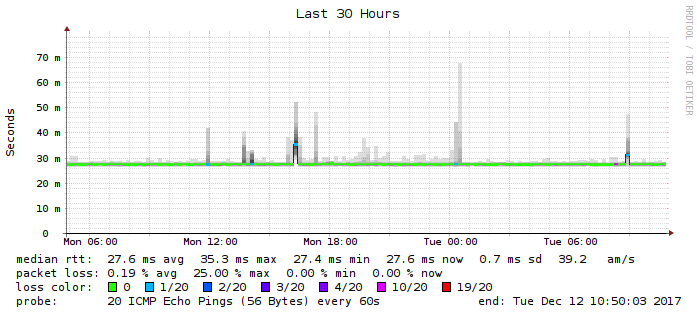 Last 30 Hours
RRDTOOL / TOBI OETIKER
Seconds
70 m
60 m
50 m
40 m
30 m
20 m
10 m
0
Mon 06:00 Mon 12:00 Mon 18:00 Tue 00:00 Tue 06:00
median rtt: 27.6 ms avg 35.3 ms max 27.4 ms min 27.6 ms now 0.7 ms sd 39.2 am/s
packet loss: 0.19 % avg 25.00 % max 0.00 % min 0.00 % now
loss color: 0 1/20 2/20 3/20 4/20 10/20 19/20
probe: 20 ICMP Echo Pings (56 Bytes) every 60s end: Tue Dec 12 10:50:03 2017